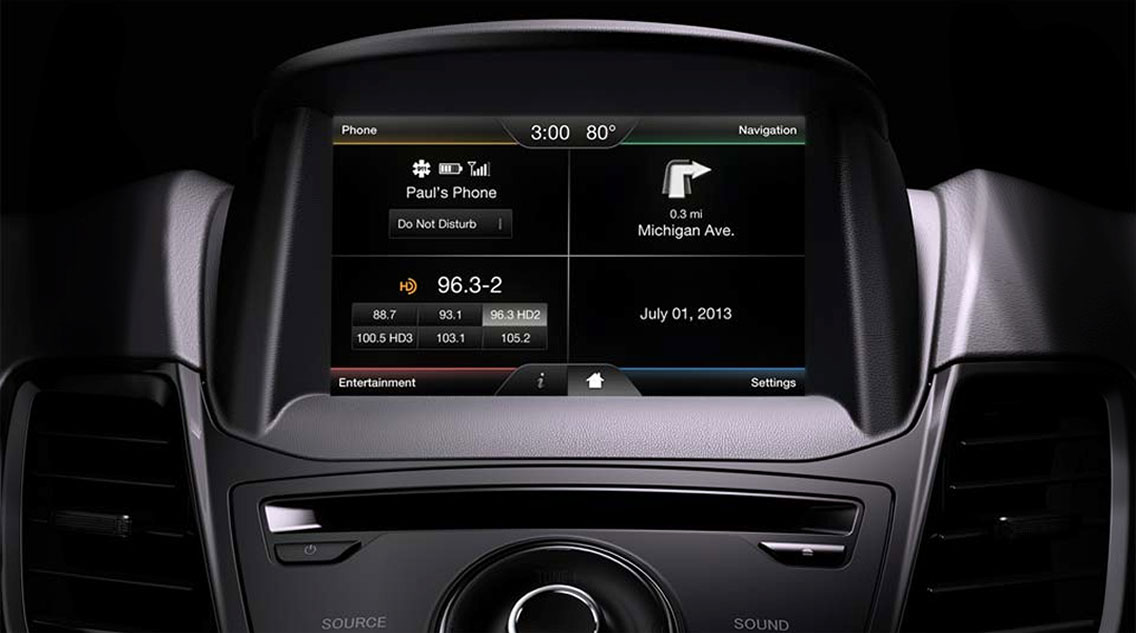 Phone
3:00 80°
Navigation
Paul's Phone
Do Not Disturb
0.3 mi
Michigan Ave.
HD 96.3-2
88.7 93.1 96.3 HD2
100.5 HD3 103.1 105.2
July 01, 2013
Entertainment
i
Settings
SOURCE
SOUND